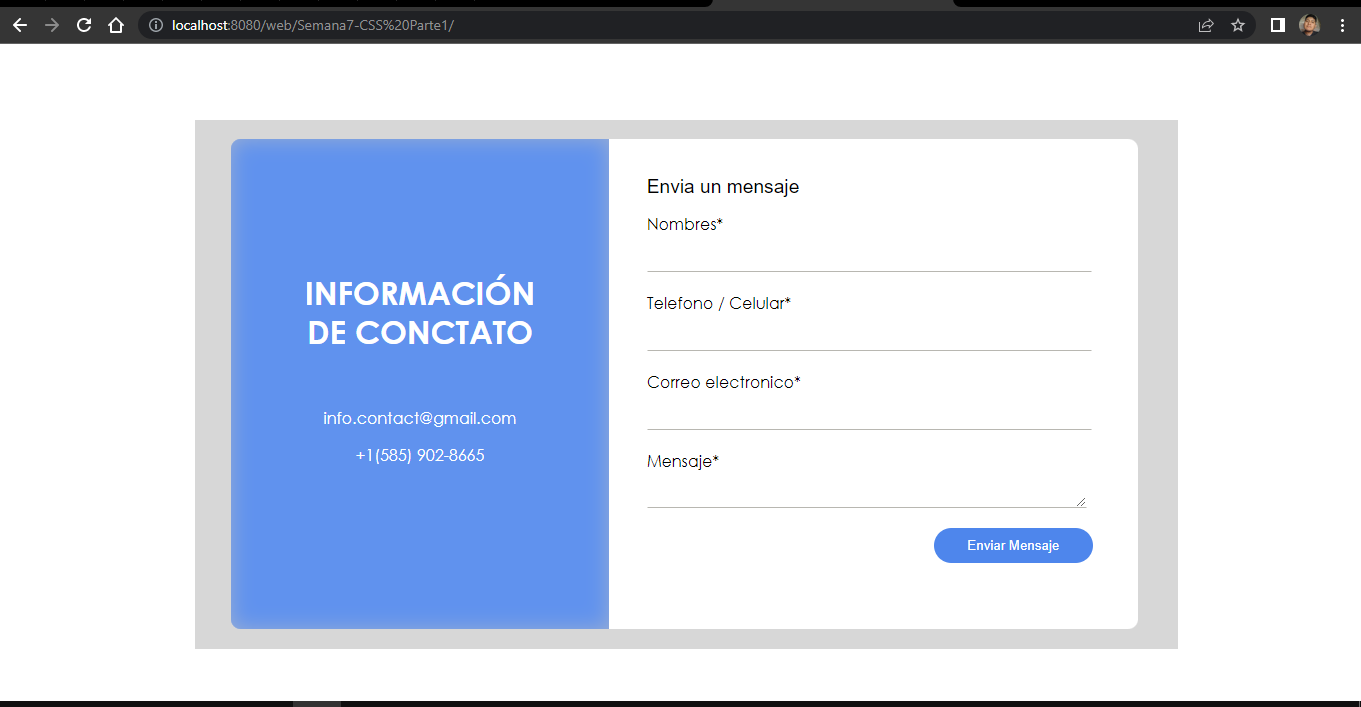 localhost:8080/web/Semana7-CSS%20Parte1/
INFORMACIÓN
DE CONCTATO
info.contact@gmail.com
+1(585) 902-8665
Envia un mensaje
Nombres*
Telefono / Celular*
Correo electronico*
Mensaje*
Enviar Mensaje